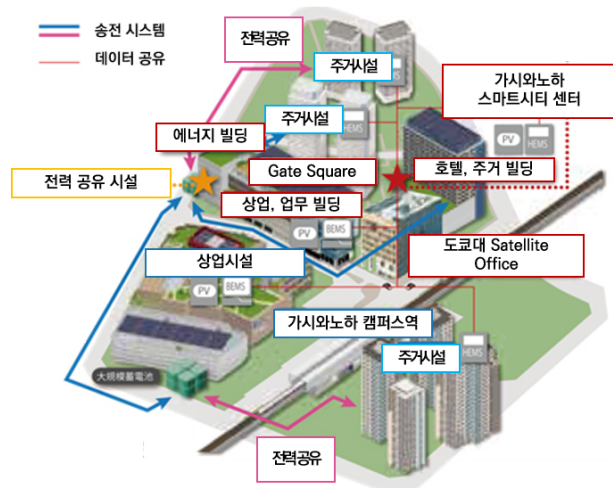 송전 시스템
데이터 공유
전력공유
주거시설
HEMS
가시와노하
스마트시티 센터
주거시설
HEMS
PV
HEMS
에너지 빌딩
Gate Square
호텔, 주거 빌딩
전력 공유 시설
상업, 업무 빌딩
PV
BEMS
상업시설
도쿄대 Satellite
Office
PV
BEMS
가시와노하 캠퍼스역
주거시설
HEMS
大規模蓄電池
전력공유